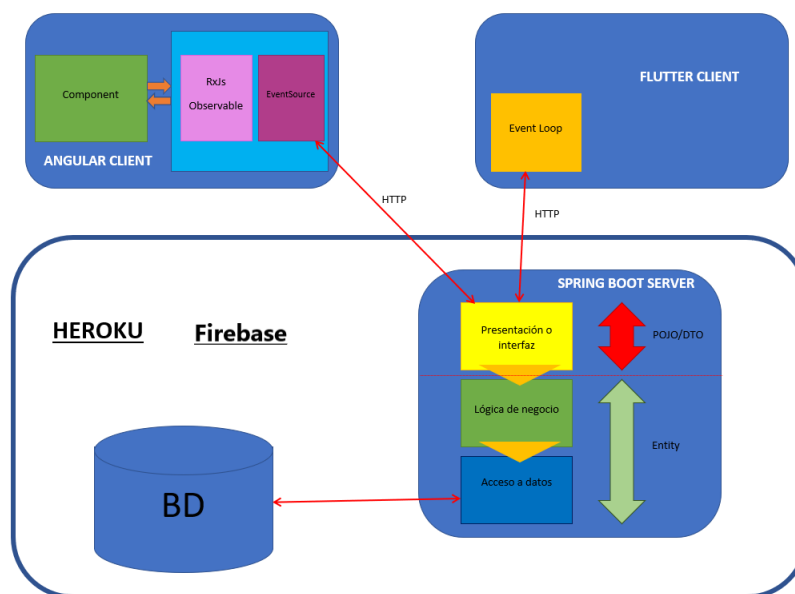 Component
RxJs
Observable
EventSource
ANGULAR CLIENT
FLUTTER CLIENT
Event Loop
HTTP
HTTP
HEROKU
Firebase
SPRING BOOT SERVER
Presentación o
interfaz
POJO/DTO
Lógica de negocio
Entity
Acceso a datos
BD